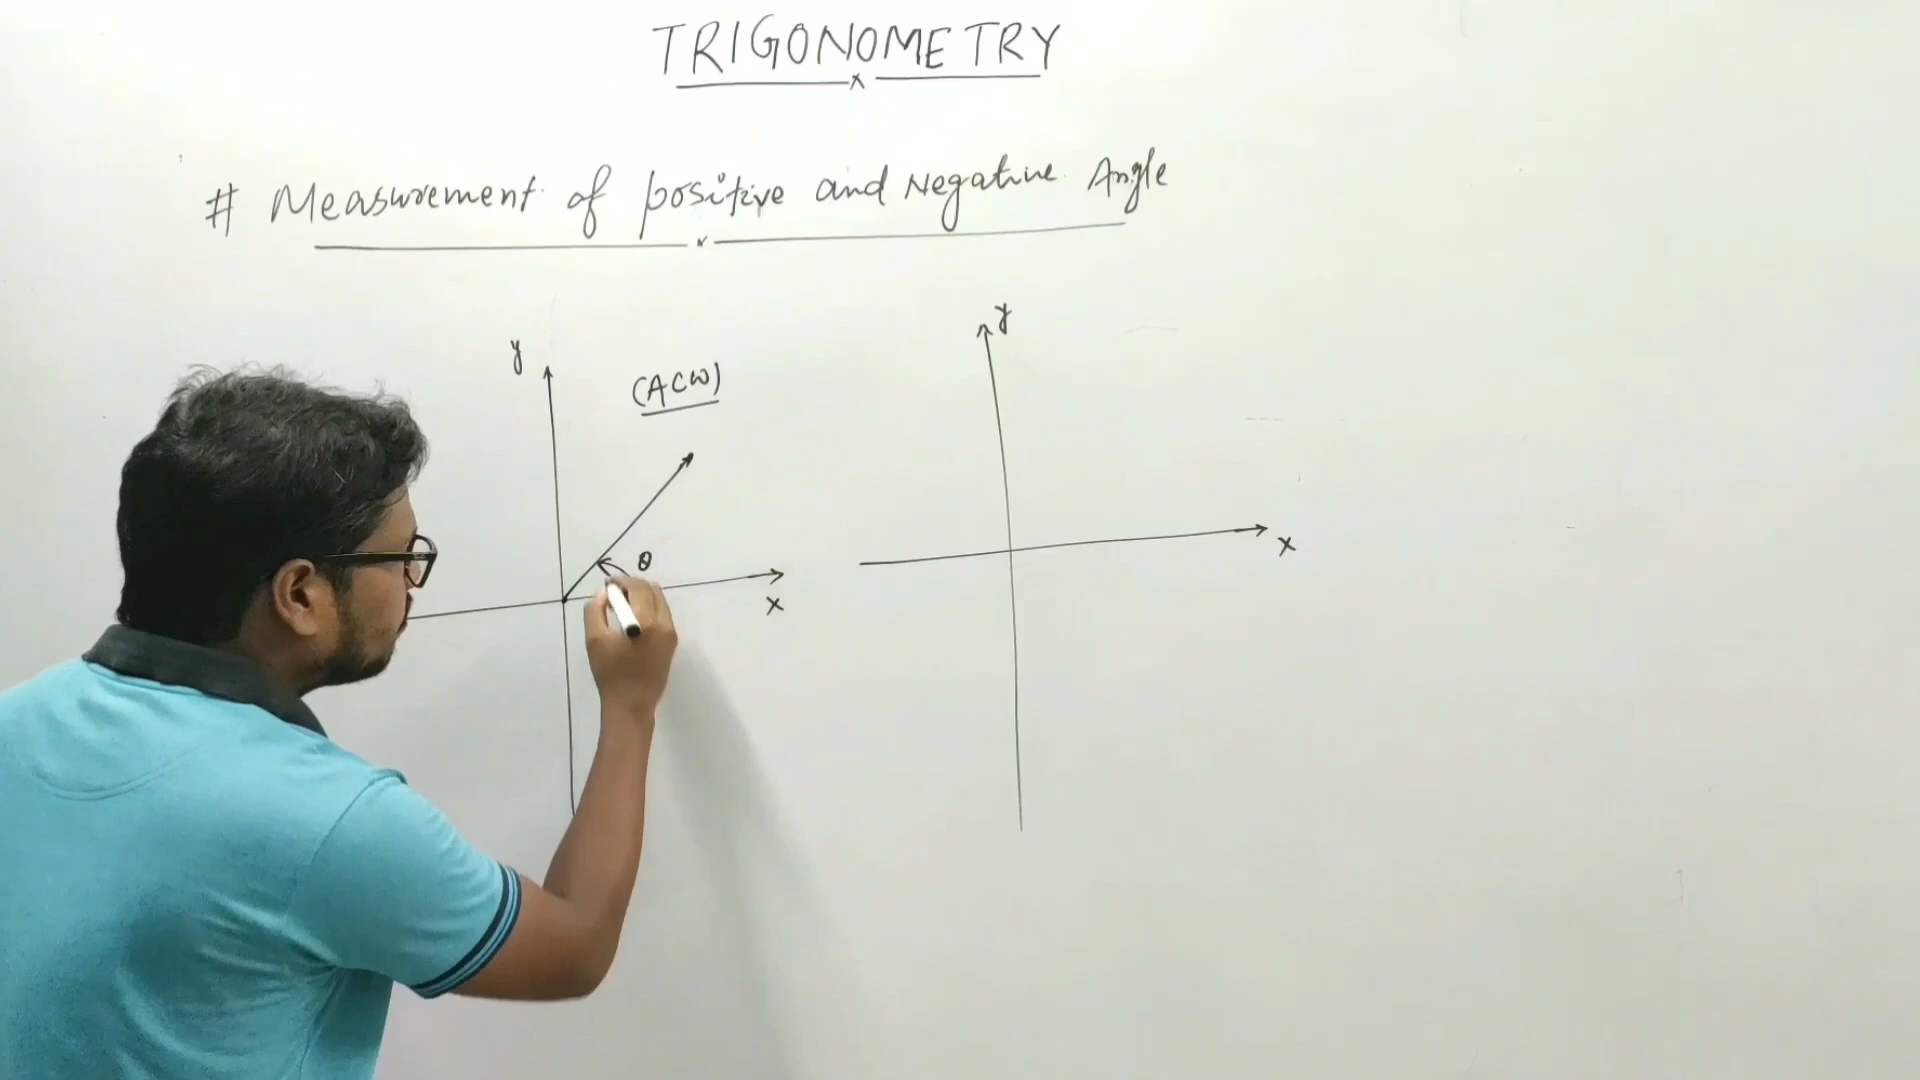 TRIGONOMETRY
# Measurement of positive and Negative Angle
y
(ACW)
θ
x
y
x